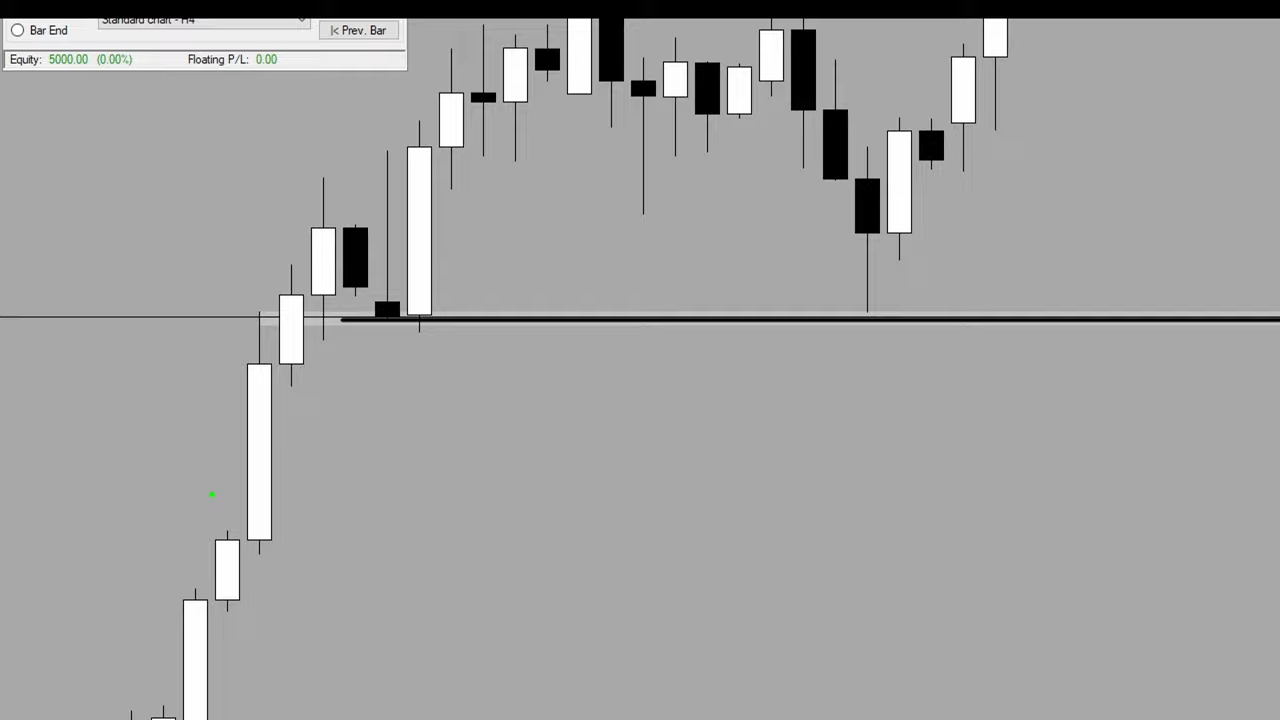 Standard chart - H4
Bar End
|< Prev. Bar
Equity: 5000.00 (0.00%) Floating P/L: 0.00